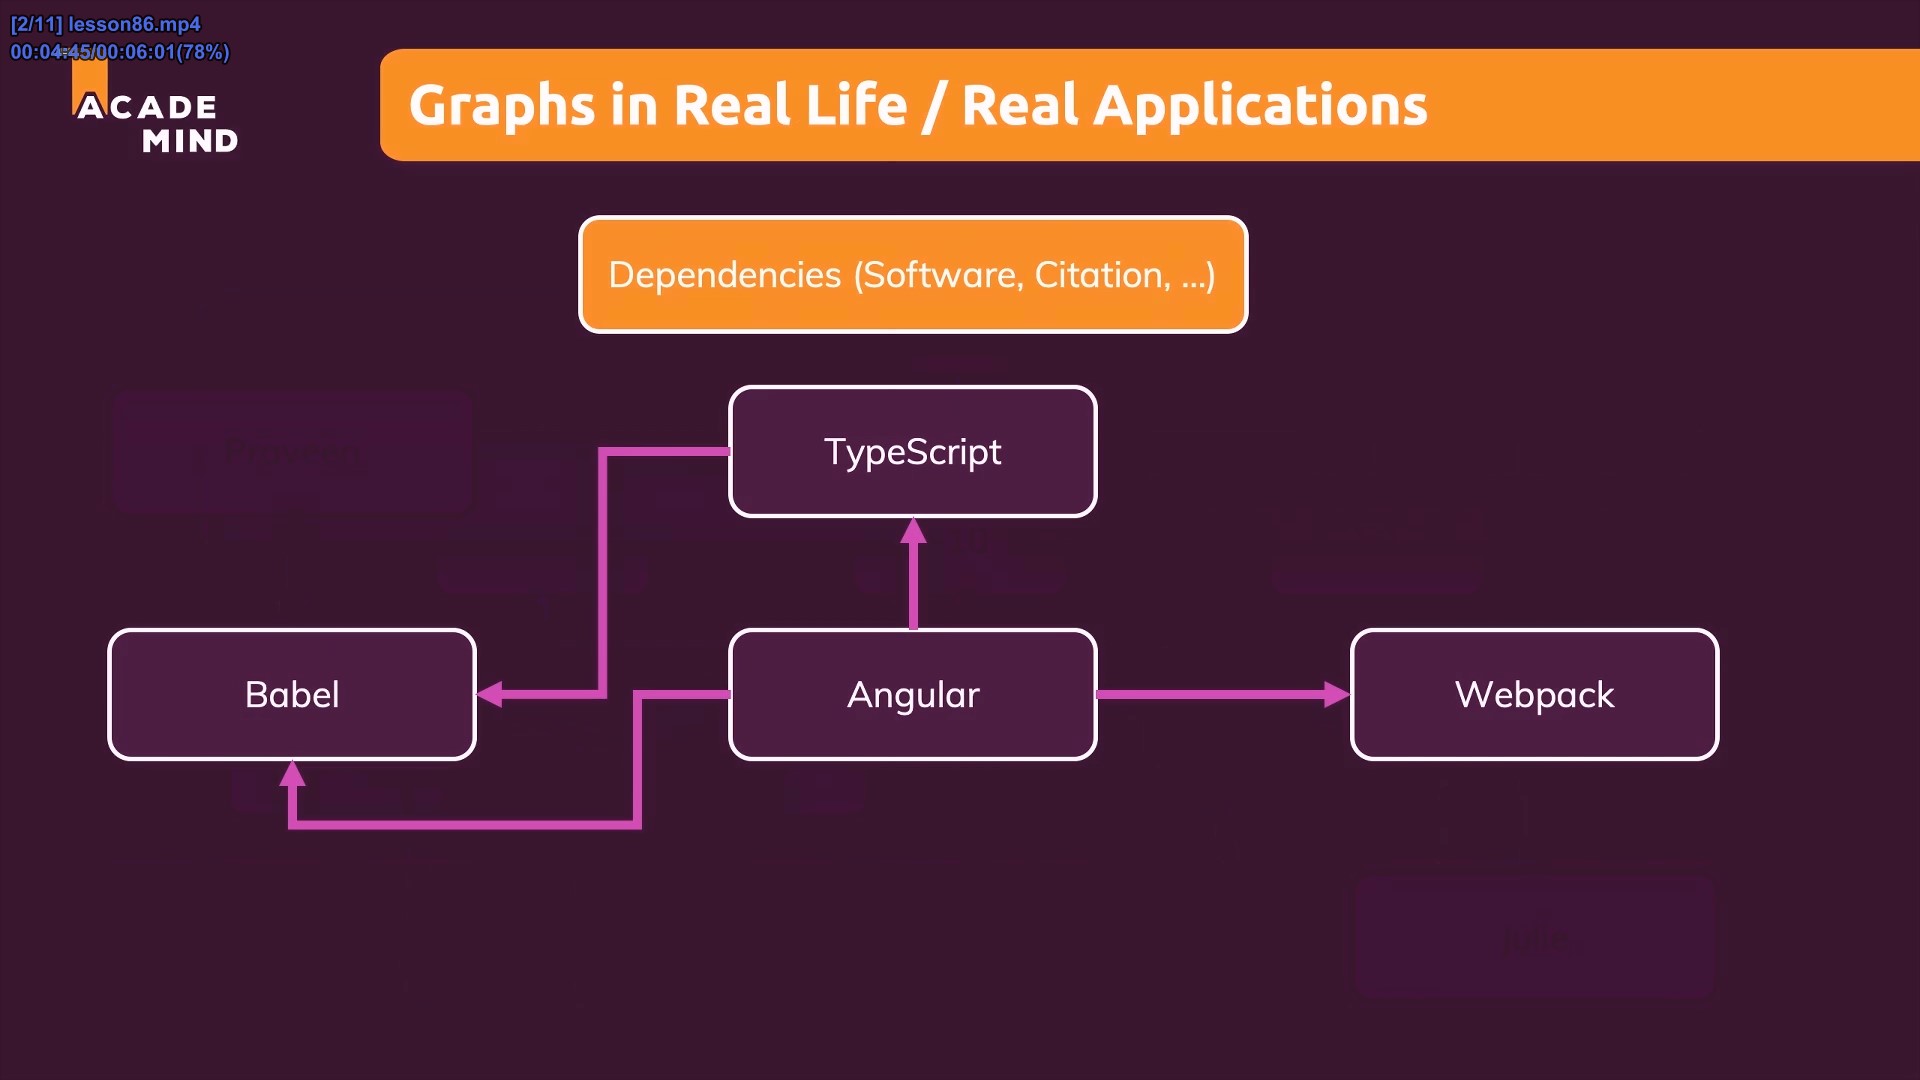 [2/11] lesson86.mp4
00:04:45/00:06:01(78%)
ACADE
MIND
Graphs in Real Life / Real Applications
Dependencies (Software, Citation, ...)
TypeScript
Babel
Angular
Webpack